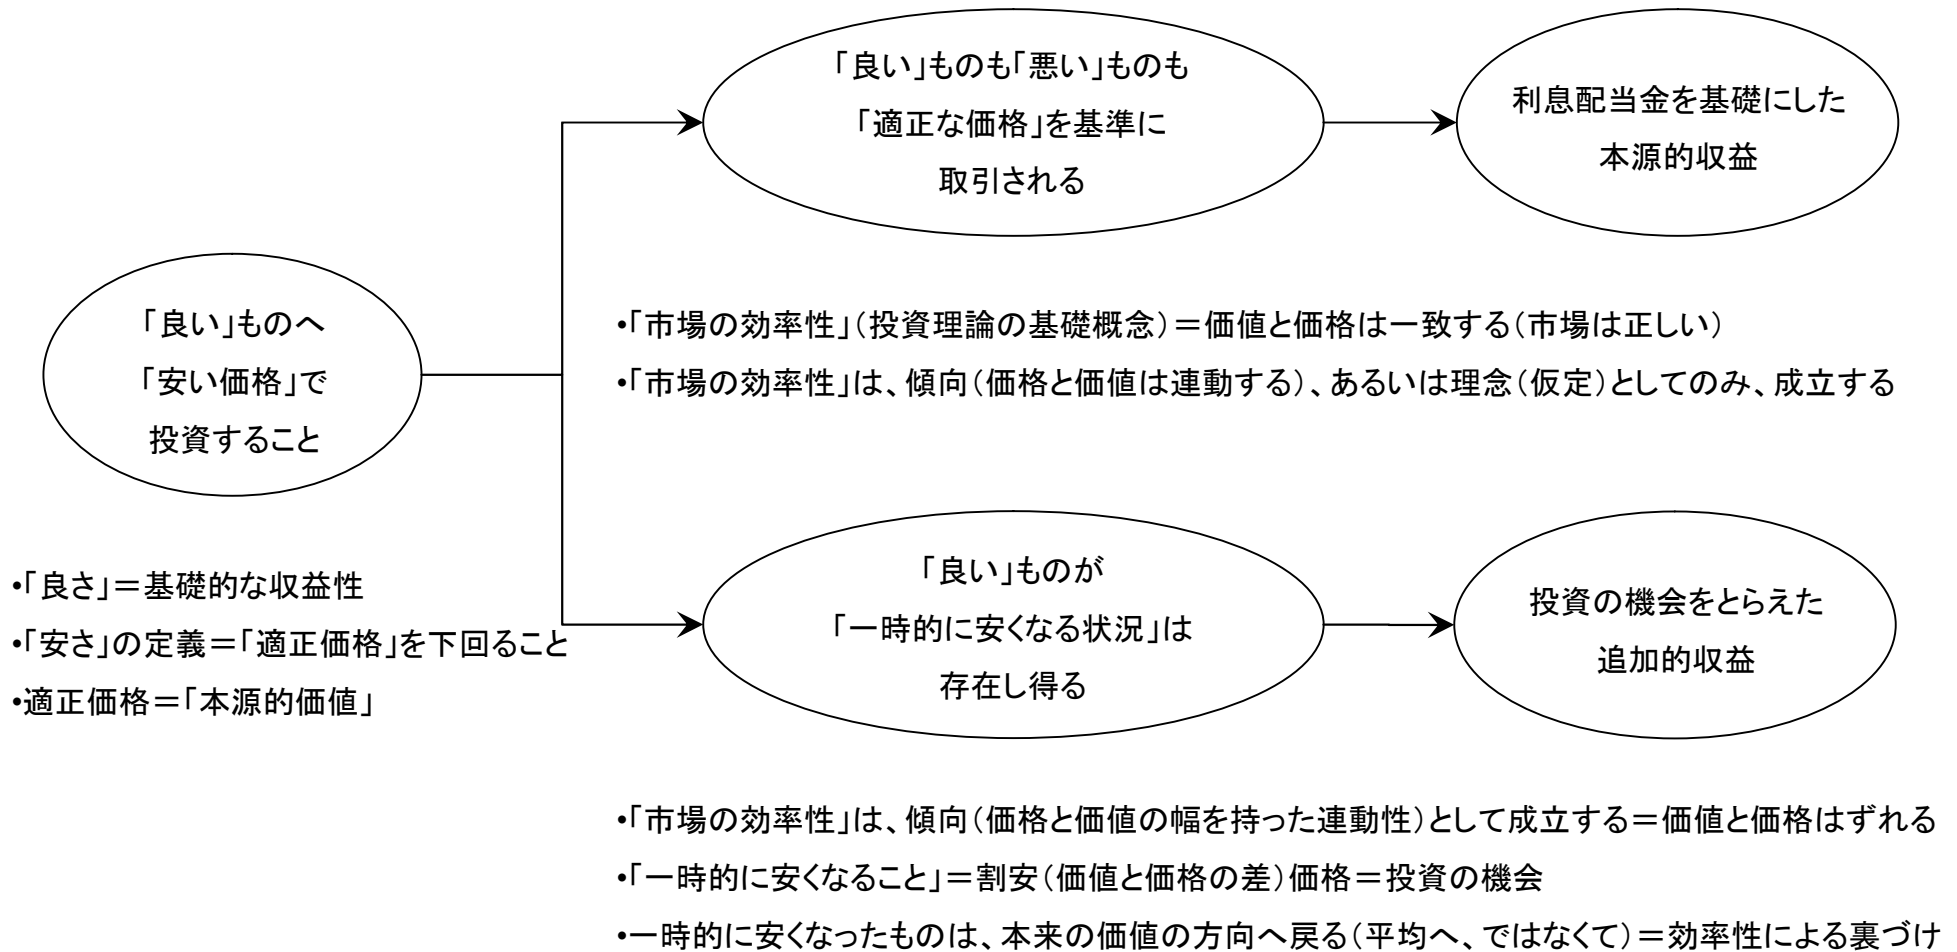 「良い」ものも「悪い」ものも
「適正な価格」を基準に
取引される
利息配当金を基礎にした
本源的収益
「良い」ものへ
「安い価格」で
投資すること
•「市場の効率性」(投資理論の基礎概念)＝価値と価格は一致する(市場は正しい)
•「市場の効率性」は、傾向(価格と価値は連動する)、あるいは理念(仮定)としてのみ、成立する
•「良さ」＝基礎的な収益性
•「安さ」の定義＝「適正価格」を下回ること
•適正価格＝「本源的価値」
「良い」ものが
「一時的に安くなる状況」は
存在し得る
投資の機会をとらえた
追加的収益
•「市場の効率性」は、傾向(価格と価値の幅を持った連動性)として成立する＝価値と価格はずれる
•「一時的に安くなること」＝割安(価値と価格の差)価格＝投資の機会
•一時的に安くなったものは、本来の価値の方向へ戻る(平均へ、ではなくて)＝効率性による裏づけ